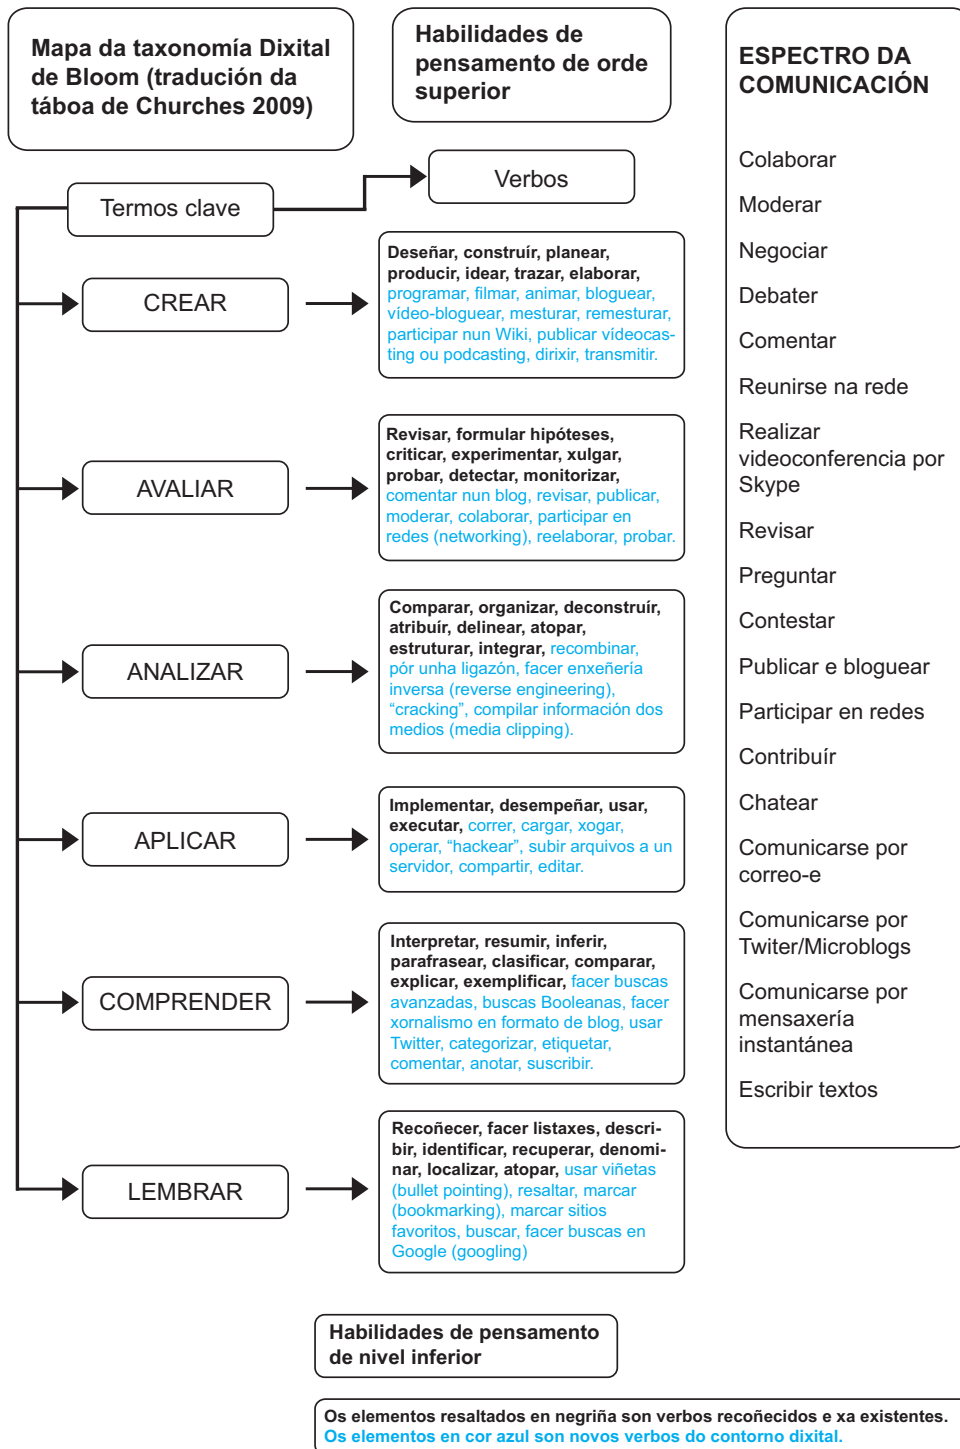 Mapa da taxonomía Dixital
de Bloom (tradución da
táboa de Churches 2009)
Habilidades de
pensamento de orde
superior
Termos clave
Verbos
CREAR
Deseñar, construír, planear,
producir, idear, trazar, elaborar,
programar, filmar, animar, bloguear,
vídeo-bloguear, mesturar, remesturar,
participar nun Wiki, publicar vídeocas-
ting ou podcasting, dirixir, transmitir.
AVALIAR
Revisar, formular hipóteses,
criticar, experimentar, xulgar,
probar, detectar, monitorizar,
comentar nun blog, revisar, publicar,
moderar, colaborar, participar en
redes (networking), reelaborar, probar.
ANALIZAR
Comparar, organizar, deconstruír,
atribuír, delinear, atopar,
estruturar, integrar, recombinar,
pór unha ligazón, facer enxeñería
inversa (reverse engineering),
“cracking”, compilar información dos
medios (media clipping).
APLICAR
Implementar, desempeñar, usar,
executar, correr, cargar, xogar,
operar, “hackear”, subir arquivos a un
servidor, compartir, editar.
COMPRENDER
Interpretar, resumir, inferir,
parafrasear, clasificar, comparar,
explicar, exemplificar, facer buscas
avanzadas, buscas Booleanas, facer
xornalismo en formato de blog, usar
Twitter, categorizar, etiquetar,
comentar, anotar, suscribir.
LEMBRAR
Recoñecer, facer listaxes, descri-
bir, identificar, recuperar, denomi-
nar, localizar, atopar, usar viñetas
(bullet pointing), resaltar, marcar
(bookmarking), marcar sitios
favoritos, buscar, facer buscas en
Google (googling)
Habilidades de pensamento
de nivel inferior
Os elementos resaltados en negriña son verbos recoñecidos e xa existentes.
Os elementos en cor azul son novos verbos do contorno dixital.
ESPECTRO DA
COMUNICACIÓN
Colaborar
Moderar
Negociar
Debater
Comentar
Reunirse na rede
Realizar
videoconferencia por
Skype
Revisar
Preguntar
Contestar
Publicar e bloguear
Participar en redes
Contribuír
Chatear
Comunicarse por
correo-e
Comunicarse por
Twiter/Microblogs
Comunicarse por
mensaxería
instantánea
Escribir textos